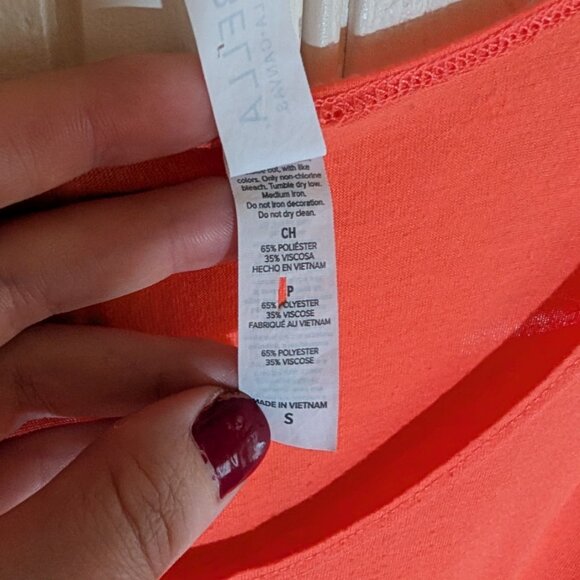 BELLA
+CANVAS
out, with like
colors. Only non-chlorine
bleach. Tumble dry low.
Medium iron.
Do not iron decoration.
Do not dry clean.
CH
65% POLIÉSTER
35% VISCOSA
HECHO EN VIETNAM
P
65% POLYESTER
35% VISCOSE
FABRIQUÉ AU VIETNAM
65% POLYESTER
35% VISCOSE
MADE IN VIETNAM
S